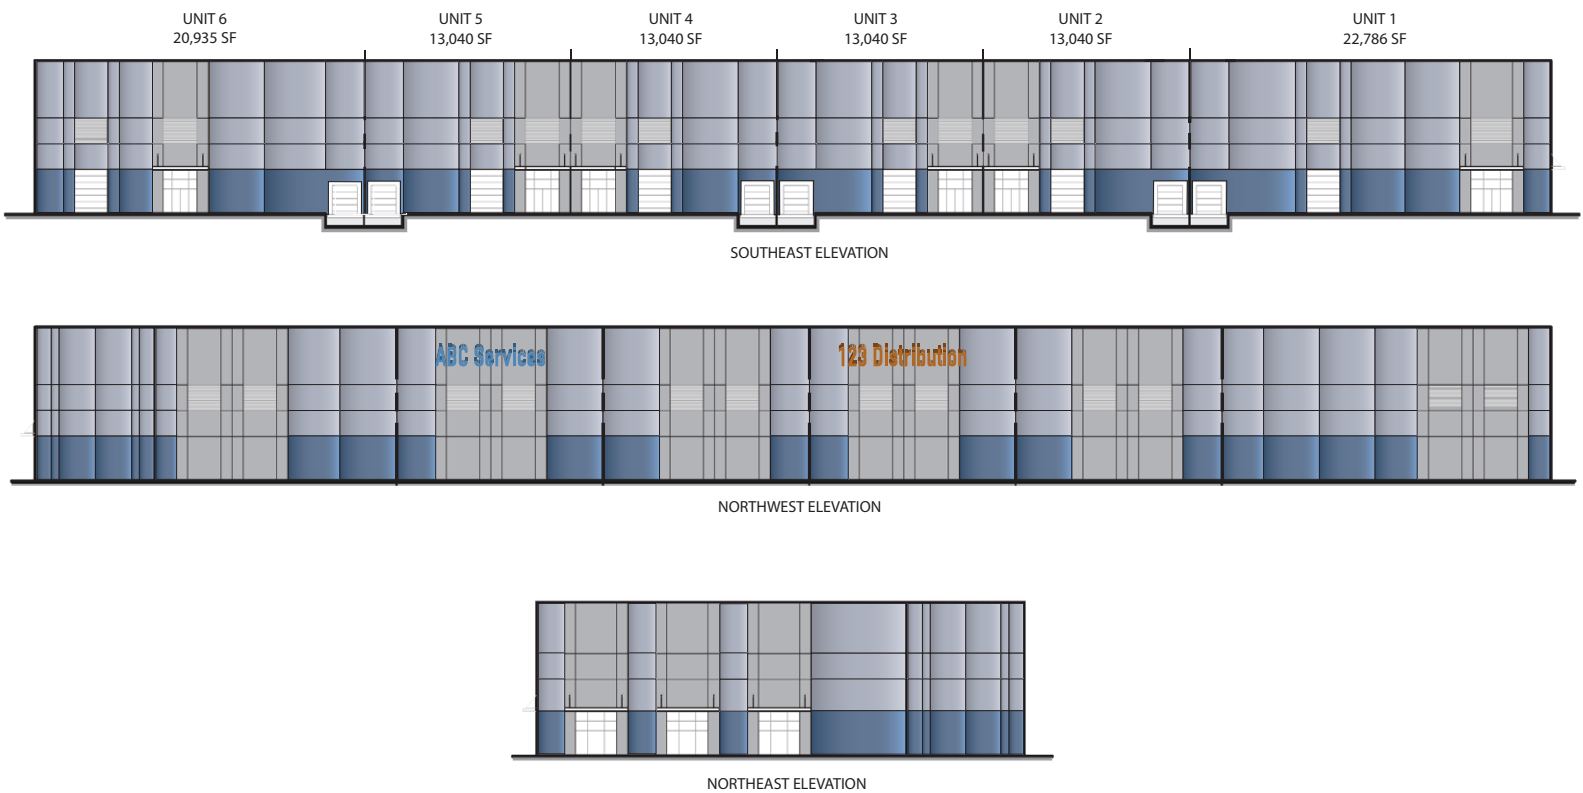 UNIT 6
20,935 SF
UNIT 5
13,040 SF
UNIT 4
13,040 SF
UNIT 3
13,040 SF
UNIT 2
13,040 SF
UNIT 1
22,786 SF
SOUTHEAST ELEVATION
ABC Services
123 Distribution
NORTHWEST ELEVATION
NORTHEAST ELEVATION